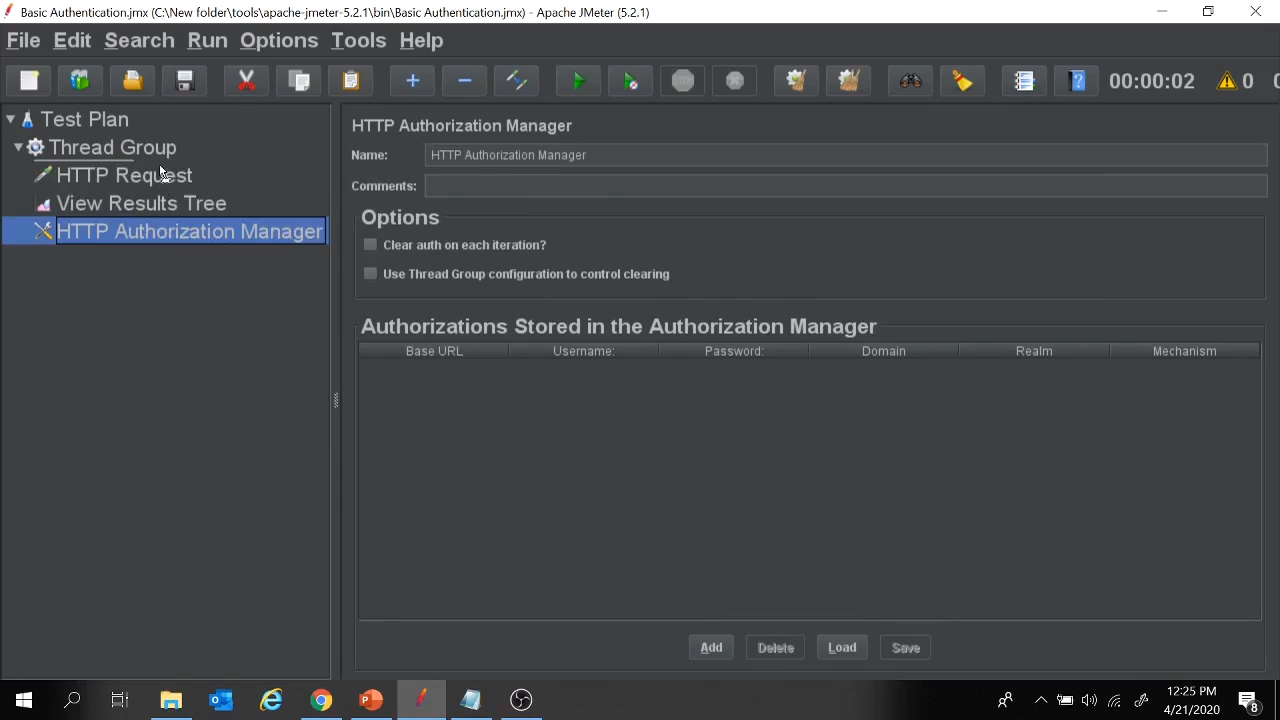 Basic Authentication.jmx (C:\New folder\tools\apache-jmeter-5.2.1\bin\Basic Authentication.jmx) - Apache JMeter (5.2.1)
File Edit Search Run Options Tools Help
00:00:02 0
Test Plan
Thread Group
HTTP Request
View Results Tree
HTTP Authorization Manager
HTTP Authorization Manager
Name: HTTP Authorization Manager
Comments:
Options
Clear auth on each iteration?
Use Thread Group configuration to control clearing
Authorizations Stored in the Authorization Manager
Base URL Username: Password: Domain Realm Mechanism
Add Delete Load Save
12:25 PM
4/21/2020
8